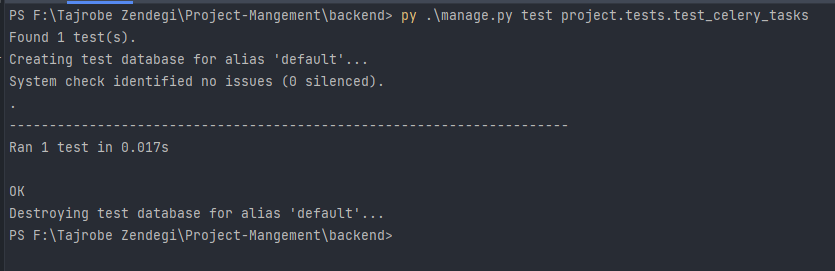 PS F:\Tajrobe Zendegi\Project-Mangement\backend> py .\manage.py test project.tests.test_celery_tasks
Found 1 test(s).
Creating test database for alias 'default'...
System check identified no issues (0 silenced).
.
----------------------------------------------------------------------
Ran 1 test in 0.017s

OK
Destroying test database for alias 'default'...
PS F:\Tajrobe Zendegi\Project-Mangement\backend>